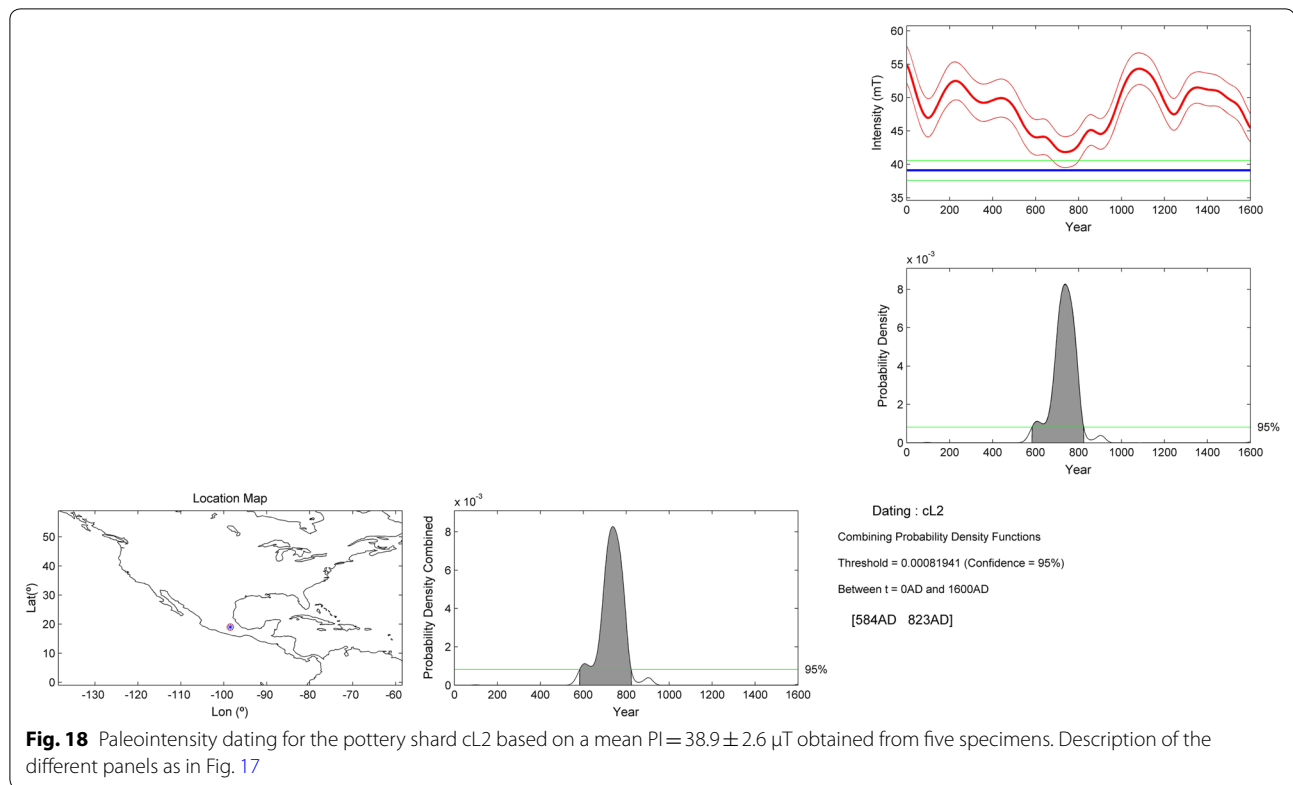 60
55
50
45
40
35
Intensity (mT)
0 200 400 600 800 1000 1200 1400 1600
Year
x 10-3
8
6
4
2
0
Probability Density
95%
0 200 400 600 800 1000 1200 1400 1600
Year
Location Map
50
40
30
20
10
0
Lat(º)
-130 -120 -110 -100 -90 -80 -70 -60
Lon (º)
x 10-3
8
6
4
2
0
Probability Density Combined
95%
0 200 400 600 800 1000 1200 1400 1600
Year
Dating : cL2
Combining Probability Density Functions
Threshold = 0.00081941 (Confidence = 95%)
Between t = 0AD and 1600AD
[584AD 823AD]
Fig. 18 Paleointensity dating for the pottery shard cL2 based on a mean PI = 38.9 ± 2.6 μT obtained from five specimens. Description of the
different panels as in Fig. 17